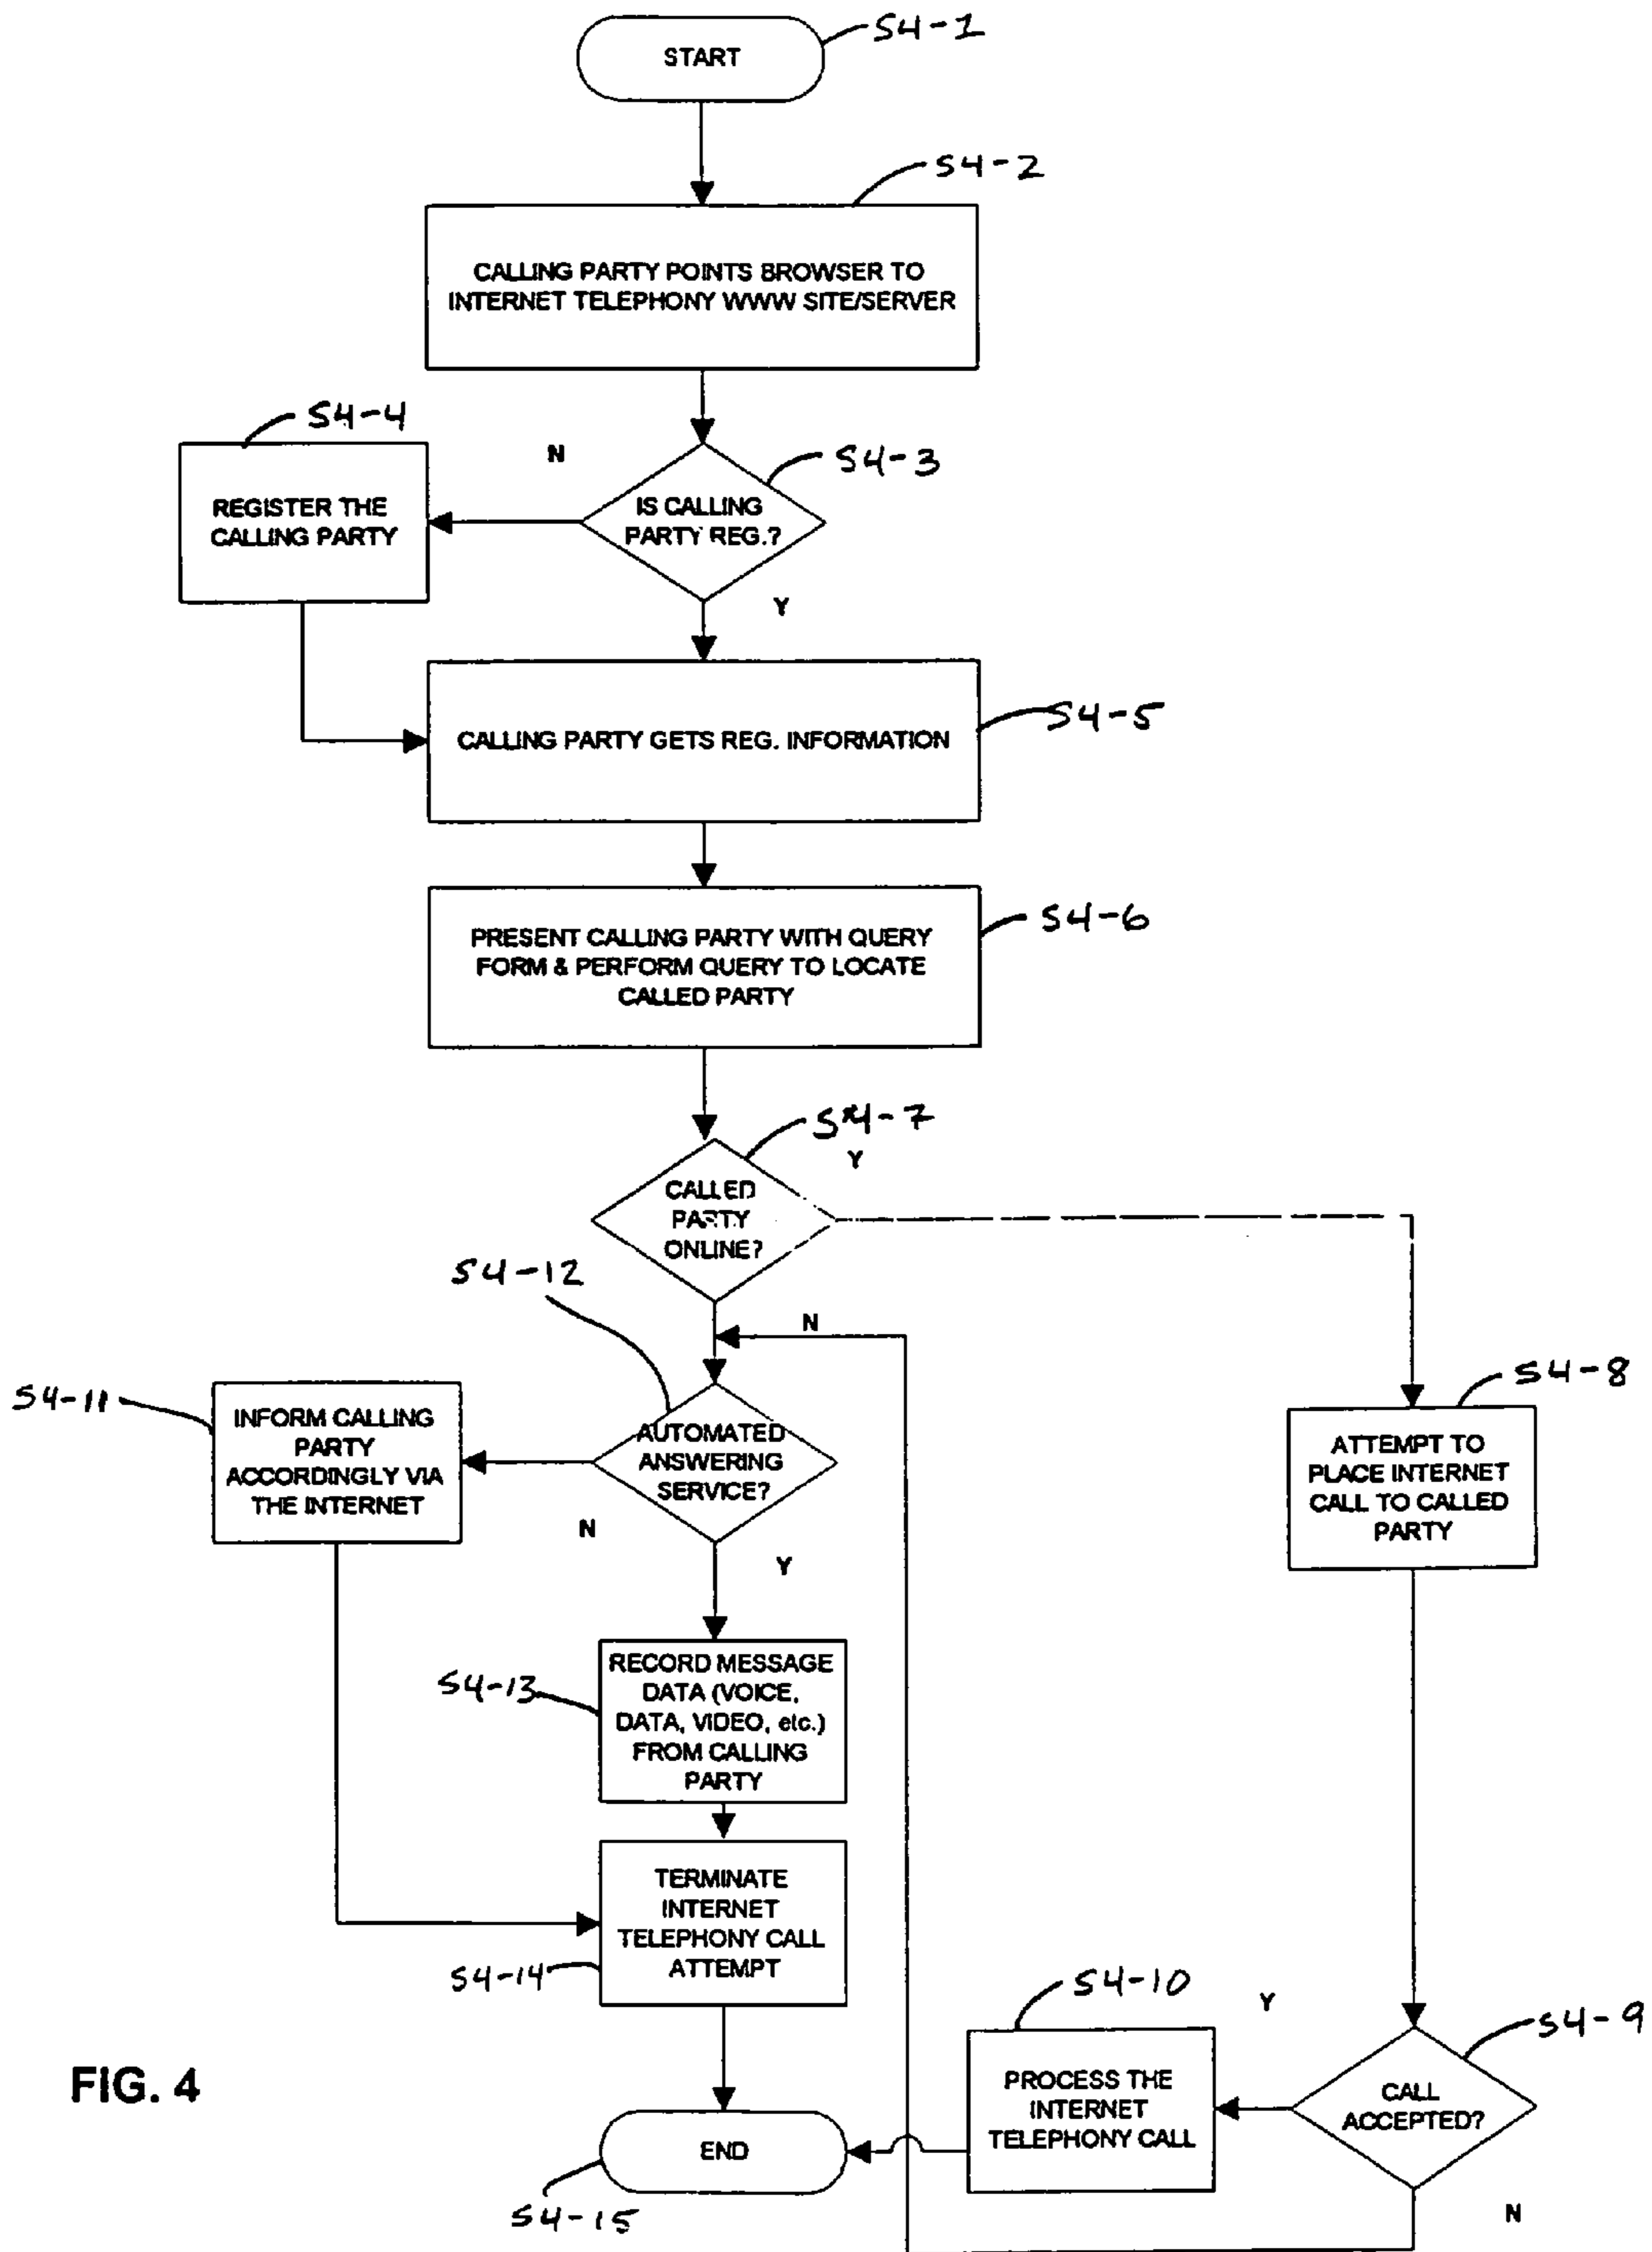 START
S4-1
S4-2
CALLING PARTY POINTS BROWSER TO
INTERNET TELEPHONY WWW SITE/SERVER
S4-4
N
S4-3
REGISTER THE
CALLING PARTY
IS CALLING
PARTY REG.?
Y
S4-5
CALLING PARTY GETS REG. INFORMATION
S4-6
PRESENT CALLING PARTY WITH QUERY
FORM & PERFORM QUERY TO LOCATE
CALLED PARTY
S4-7
Y
CALLED
PARTY
ONLINE?
S4-12
N
S4-11
INFORM CALLING
PARTY
ACCORDINGLY VIA
THE INTERNET
AUTOMATED
ANSWERING
SERVICE?
S4-8
ATTEMPT TO
PLACE INTERNET
CALL TO CALLED
PARTY
N
Y
S4-13
RECORD MESSAGE
DATA (VOICE,
DATA, VIDEO, etc.)
FROM CALLING
PARTY
TERMINATE
INTERNET
TELEPHONY CALL
ATTEMPT
S4-14
S4-10
Y
S4-9
PROCESS THE
INTERNET
TELEPHONY CALL
CALL
ACCEPTED?
FIG. 4
END
S4-15
N